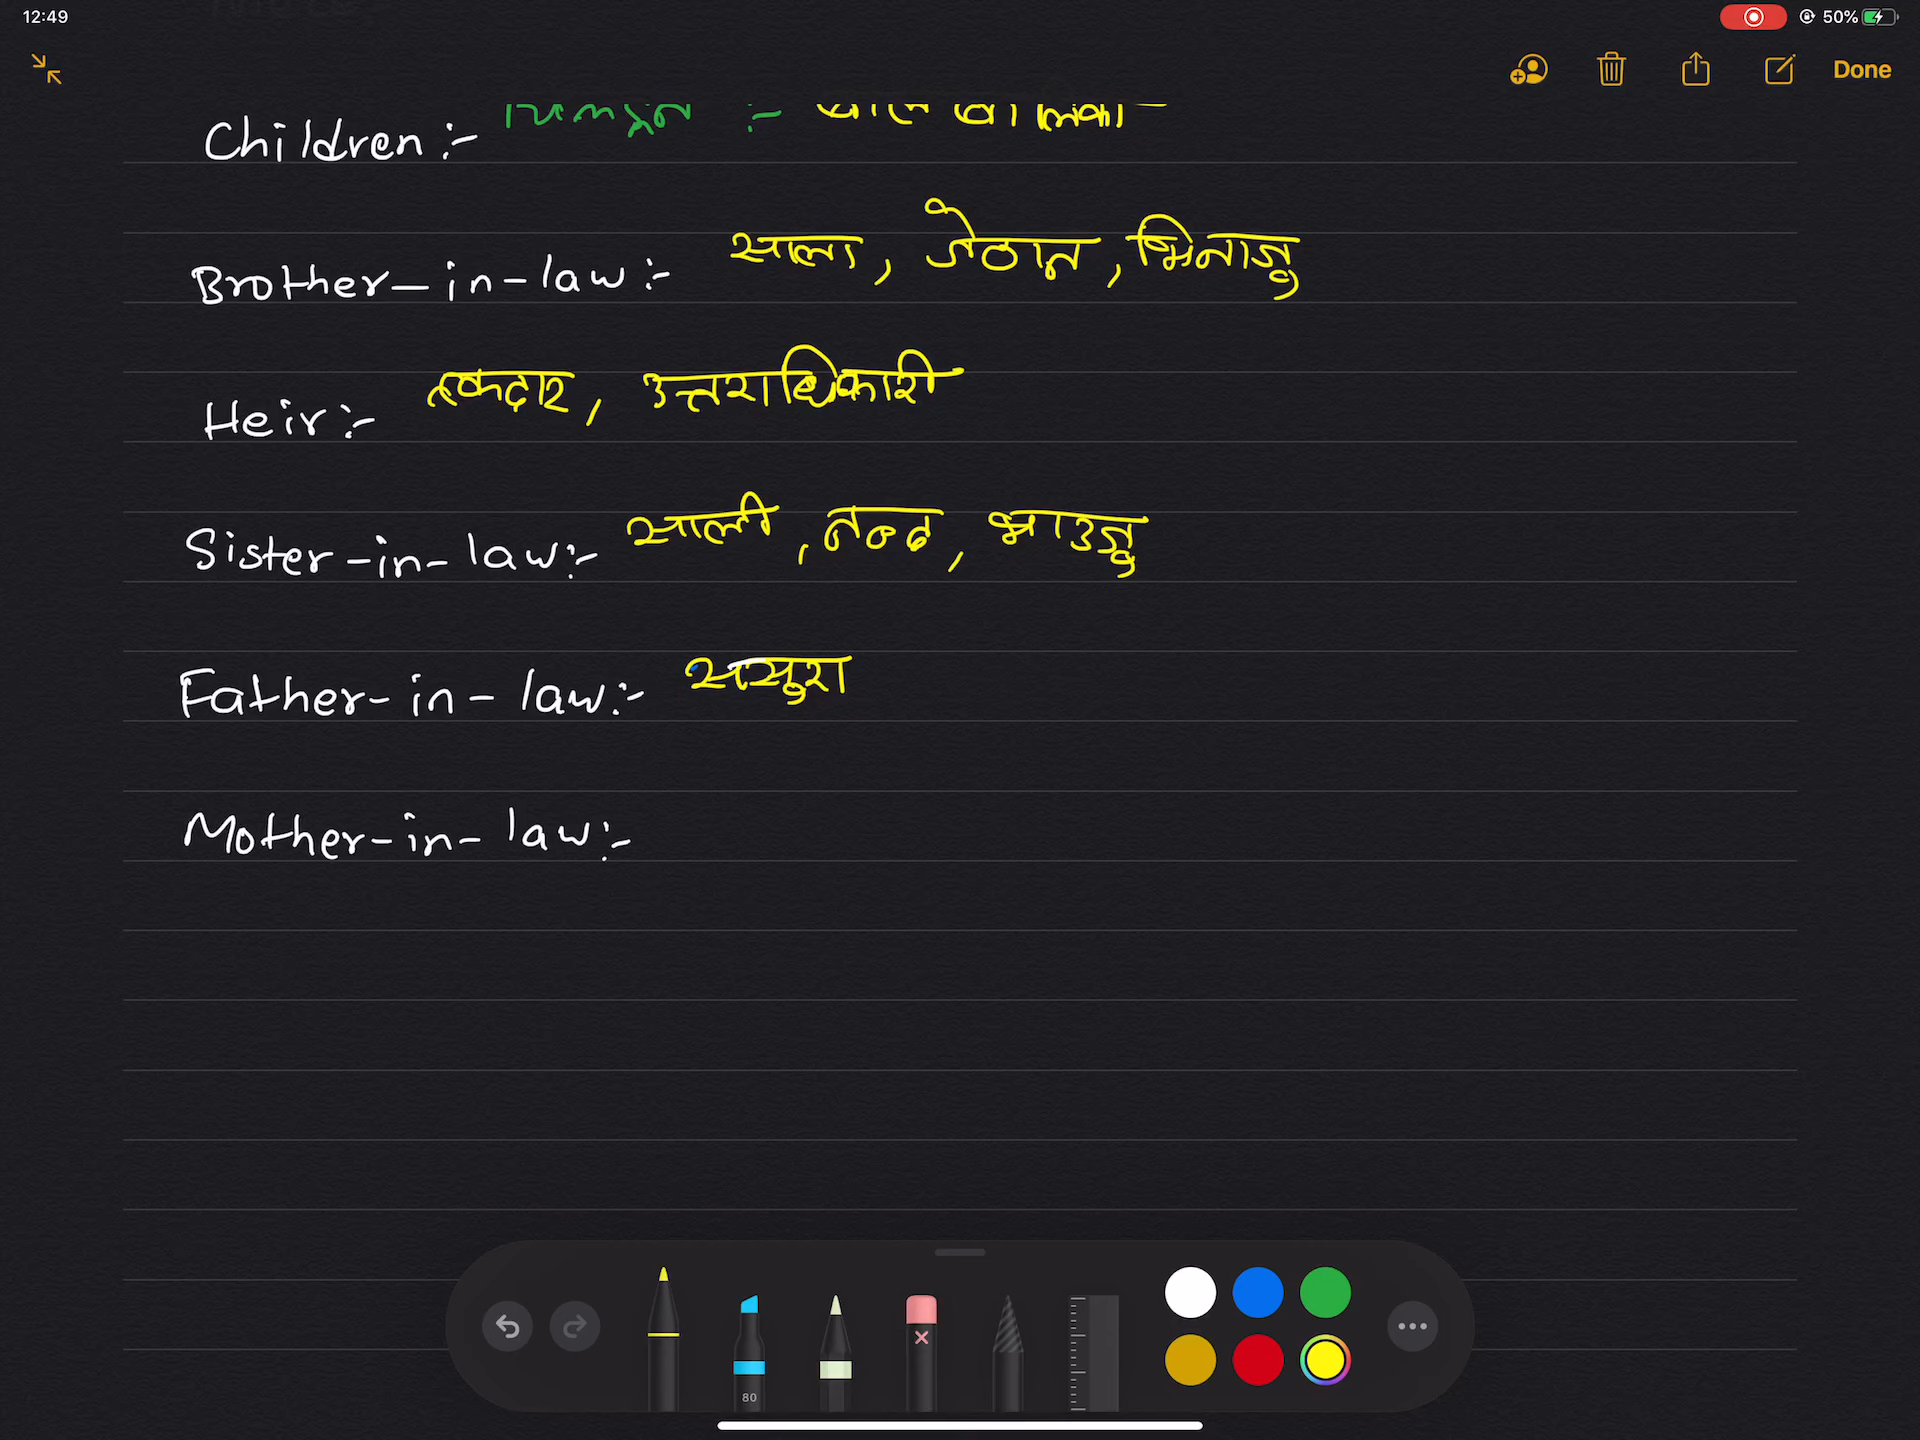 12:49
50%
Done
Children :-
Brother-in-law :- साला, जेठान, भिनाजु
Heir :- हकदार, उत्तराधिकारी
Sister-in-law :- साली, नन्द, भाउजु
Father-in-law :- ससुरा
Mother-in-law :-
80